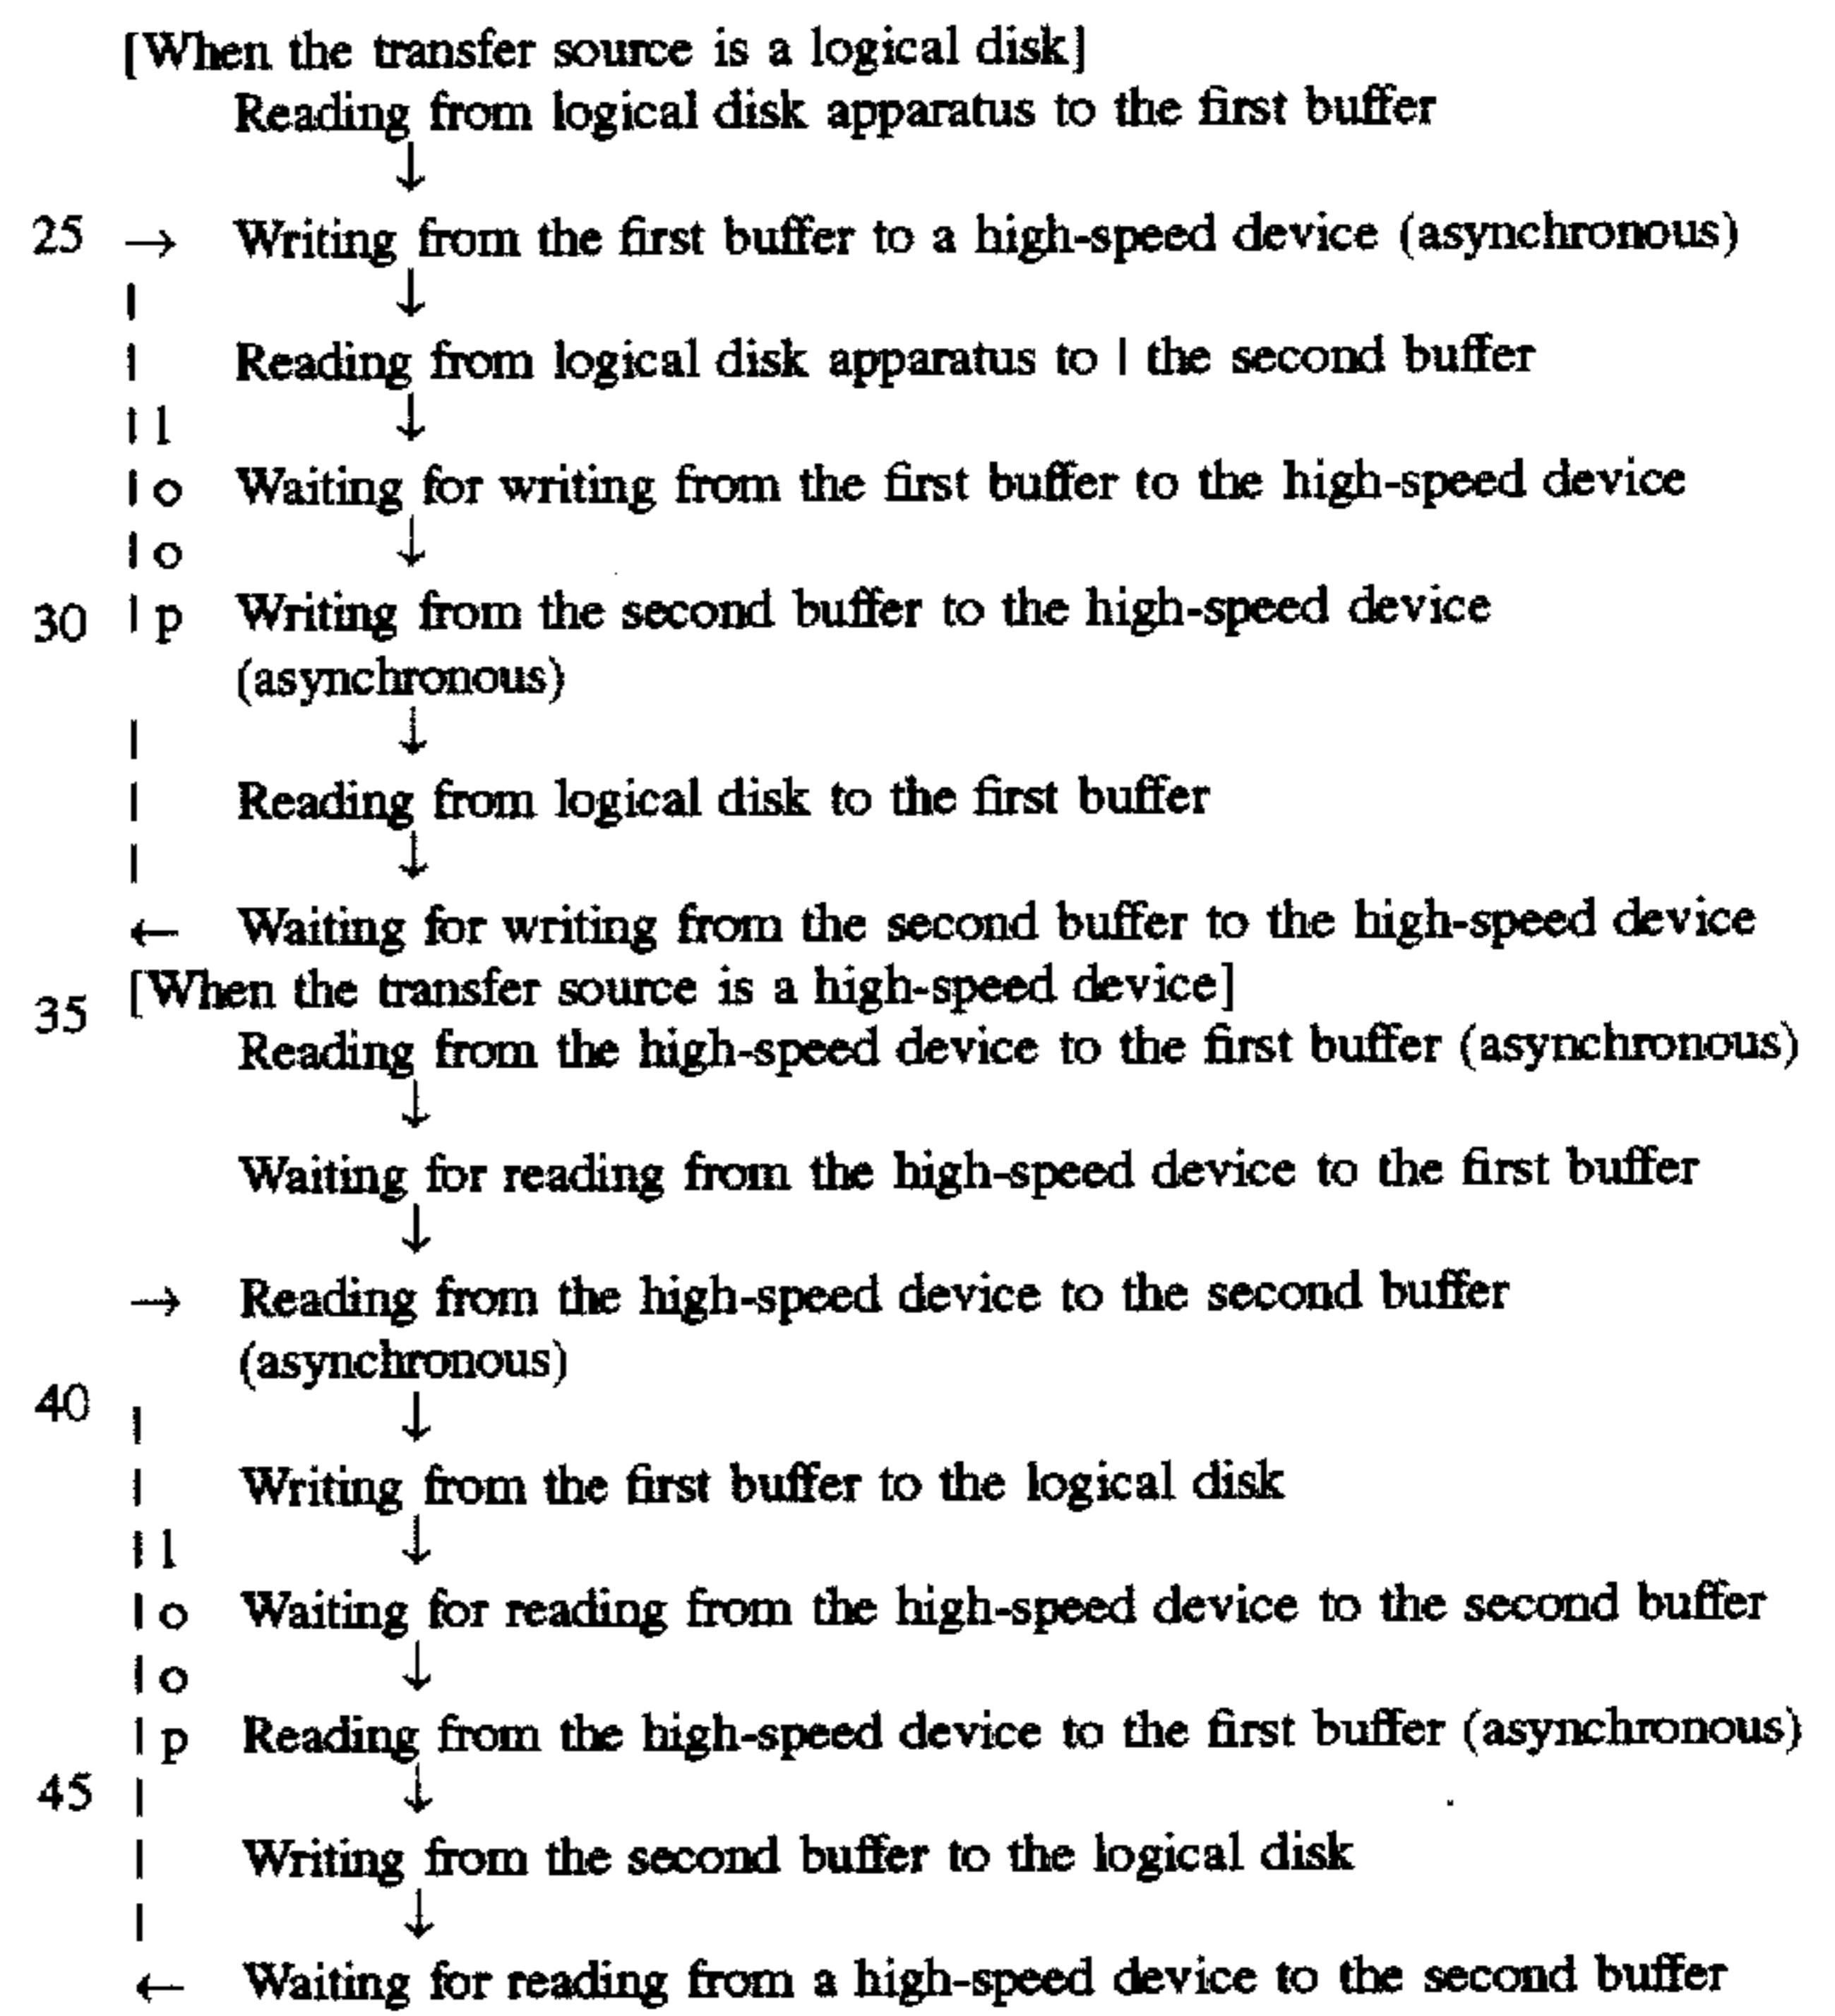 [When the transfer source is a logical disk]
Reading from logical disk apparatus to the first buffer
↓
25 → Writing from the first buffer to a high-speed device (asynchronous)
| ↓
| Reading from logical disk apparatus to | the second buffer
| l ↓
| o Waiting for writing from the first buffer to the high-speed device
| o ↓
30 | p Writing from the second buffer to the high-speed device
(asynchronous)
| ↓
| Reading from logical disk to the first buffer
| ↓
← Waiting for writing from the second buffer to the high-speed device
35 [When the transfer source is a high-speed device]
Reading from the high-speed device to the first buffer (asynchronous)
↓
Waiting for reading from the high-speed device to the first buffer
↓
→ Reading from the high-speed device to the second buffer
(asynchronous)
40 | ↓
| Writing from the first buffer to the logical disk
| l ↓
| o Waiting for reading from the high-speed device to the second buffer
| o ↓
| p Reading from the high-speed device to the first buffer (asynchronous)
45 | ↓
| Writing from the second buffer to the logical disk
| ↓
← Waiting for reading from a high-speed device to the second buffer